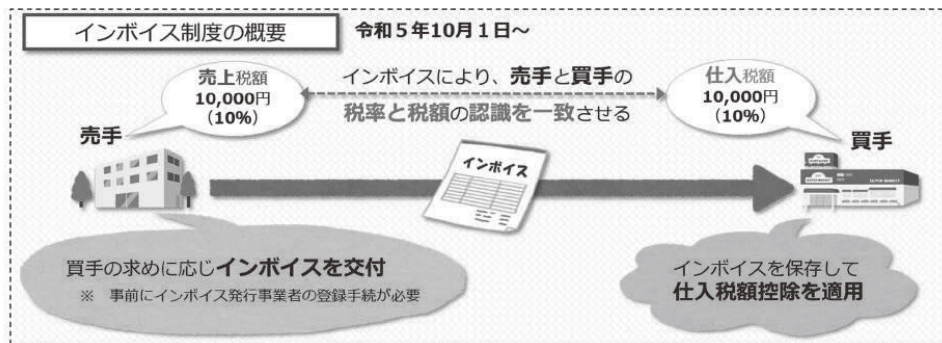 インボイス制度の概要
令和5年10月1日~
売上税額
10,000円
(10%)
インボイスにより、売手と買手の
税率と税額の認識を一致させる
仕入税額
10,000円
(10%)
売手
買手
インボイス
買手の求めに応じインボイスを交付
※ 事前にインボイス発行事業者の登録手続が必要
インボイスを保存して
仕入税額控除を適用